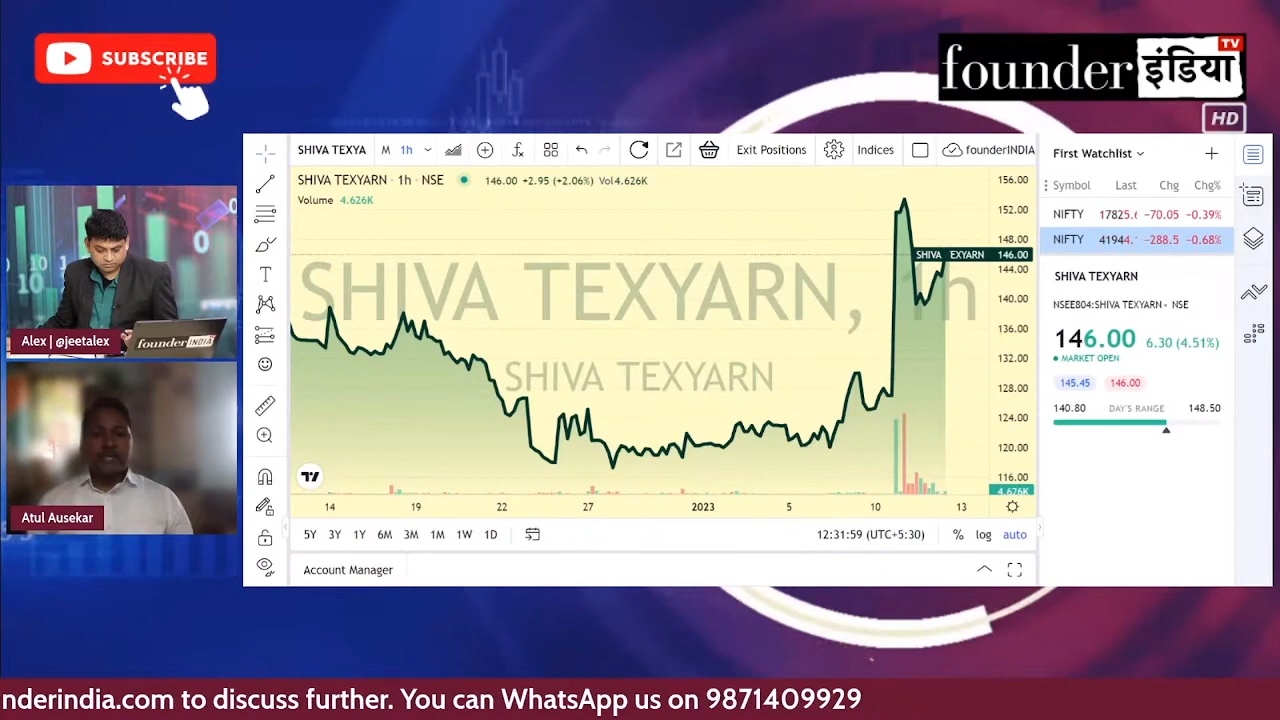 SUBSCRIBE
founder इंडिया TV
HD
SHIVA TEXYA M 1h Exit Positions Indices founderINDIA
First Watchlist
SHIVA TEXYARN · 1h · NSE 146.00 +2.95 (+2.06%) Vol4.626K
Volume 4.626K
Symbol Last Chg Chg%
NIFTY 17825.6 -70.05 -0.39%
NIFTY 41944. -288.5 -0.68%
156.00
152.00
148.00
SHIVA EXYARN 146.00
144.00
140.00
136.00
132.00
128.00
124.00
120.00
116.00
4.626K
SHIVA TEXYARN, 1h
SHIVA TEXYARN
14 19 22 27 2023 5 10 13
5Y 3Y 1Y 6M 3M 1M 1W 1D 12:31:59 (UTC+5:30) % log auto
Account Manager
SHIVA TEXYARN
NSEE804:SHIVA TEXYARN · NSE
146.00 6.30 (4.51%)
MARKET OPEN
145.45 146.00
140.80 DAY'S RANGE 148.50
Alex | @jeetalex
founder INDIA
Atul Ausekar
nderindia.com to discuss further. You can WhatsApp us on 9871409929